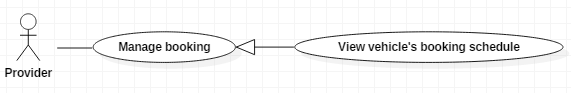 Manage booking
View vehicle's booking schedule
Provider